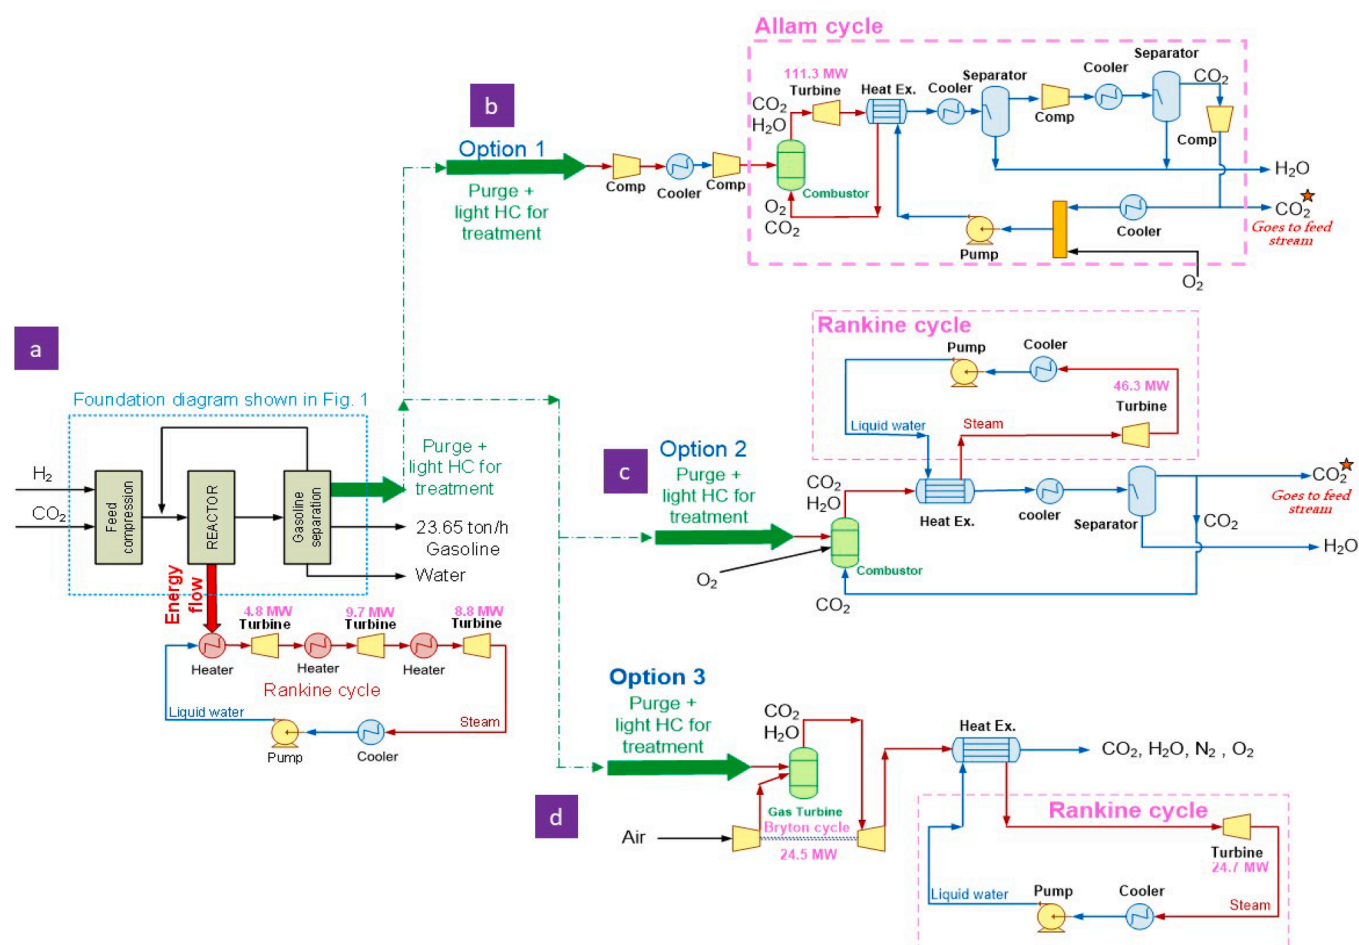 Allam cycle
b
Option 1
Purge +
light HC for
treatment
Comp
Cooler
Comp
CO2
H2O
111.3 MW
Turbine
Heat Ex.
Cooler
Separator
Comp
Cooler
Separator
CO2
Comp
Combustor
O2
CO2
Pump
Cooler
O2
H2O
CO2
Goes to feed
stream
a
Foundation diagram shown in Fig. 1
H2
CO2
Feed
compression
REACTOR
Gasoline
separation
Purge +
light HC for
treatment
23.65 ton/h
Gasoline
Water
Energy
flow
4.8 MW
Turbine
9.7 MW
Turbine
8.8 MW
Turbine
Heater
Heater
Heater
Rankine cycle
Liquid water
Steam
Pump
Cooler
Rankine cycle
Pump
Cooler
46.3 MW
Turbine
Liquid water
Steam
c
Option 2
Purge +
light HC for
treatment
CO2
H2O
Heat Ex.
cooler
Separator
CO2
Goes to feed
stream
CO2
H2O
Combustor
O2
CO2
Option 3
Purge +
light HC for
treatment
CO2
H2O
Heat Ex.
CO2, H2O, N2 , O2
d
Gas Turbine
Bryton cycle
24.5 MW
Air
Rankine cycle
Turbine
24.7 MW
Liquid water
Pump
Cooler
Steam